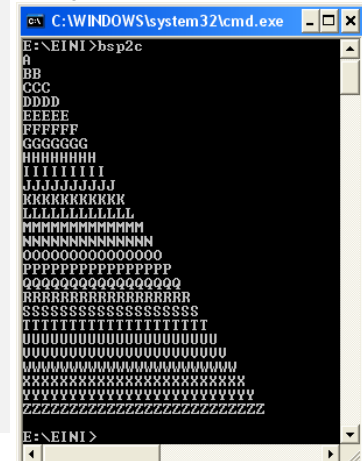 C:\WINDOWS\system32\cmd.exe
E:\EINI>bsp2c
A
BB
CCC
DDDD
EEEEE
FFFFFF
GGGGGGG
HHHHHHHH
IIIIIIIII
JJJJJJJJJJ
KKKKKKKKKKK
LLLLLLLLLLLL
MMMMMMMMMMMMM
NNNNNNNNNNNNNN
OOOOOOOOOOOOOOO
PPPPPPPPPPPPPPPP
QQQQQQQQQQQQQQQQQ
RRRRRRRRRRRRRRRRRR
SSSSSSSSSSSSSSSSSSS
TTTTTTTTTTTTTTTTTTTT
UUUUUUUUUUUUUUUUUUUUU
VVVVVVVVVVVVVVVVVVVVVV
WWWWWWWWWWWWWWWWWWWWWWW
XXXXXXXXXXXXXXXXXXXXXXXX
YYYYYYYYYYYYYYYYYYYYYYYYY
ZZZZZZZZZZZZZZZZZZZZZZZZZZ
E:\EINI>